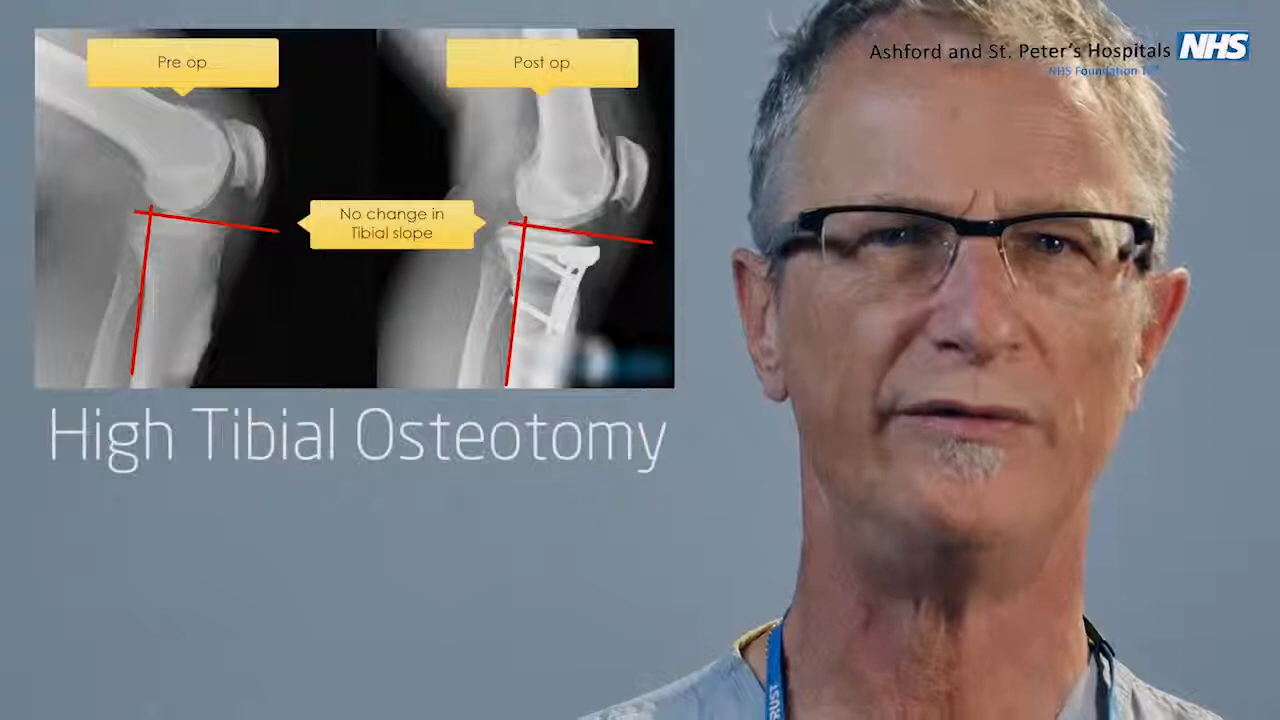 Pre op
Post op
Ashford and St. Peter's Hospitals NHS
NHS Foundation
No change in
Tibial slope
High Tibial Osteotomy